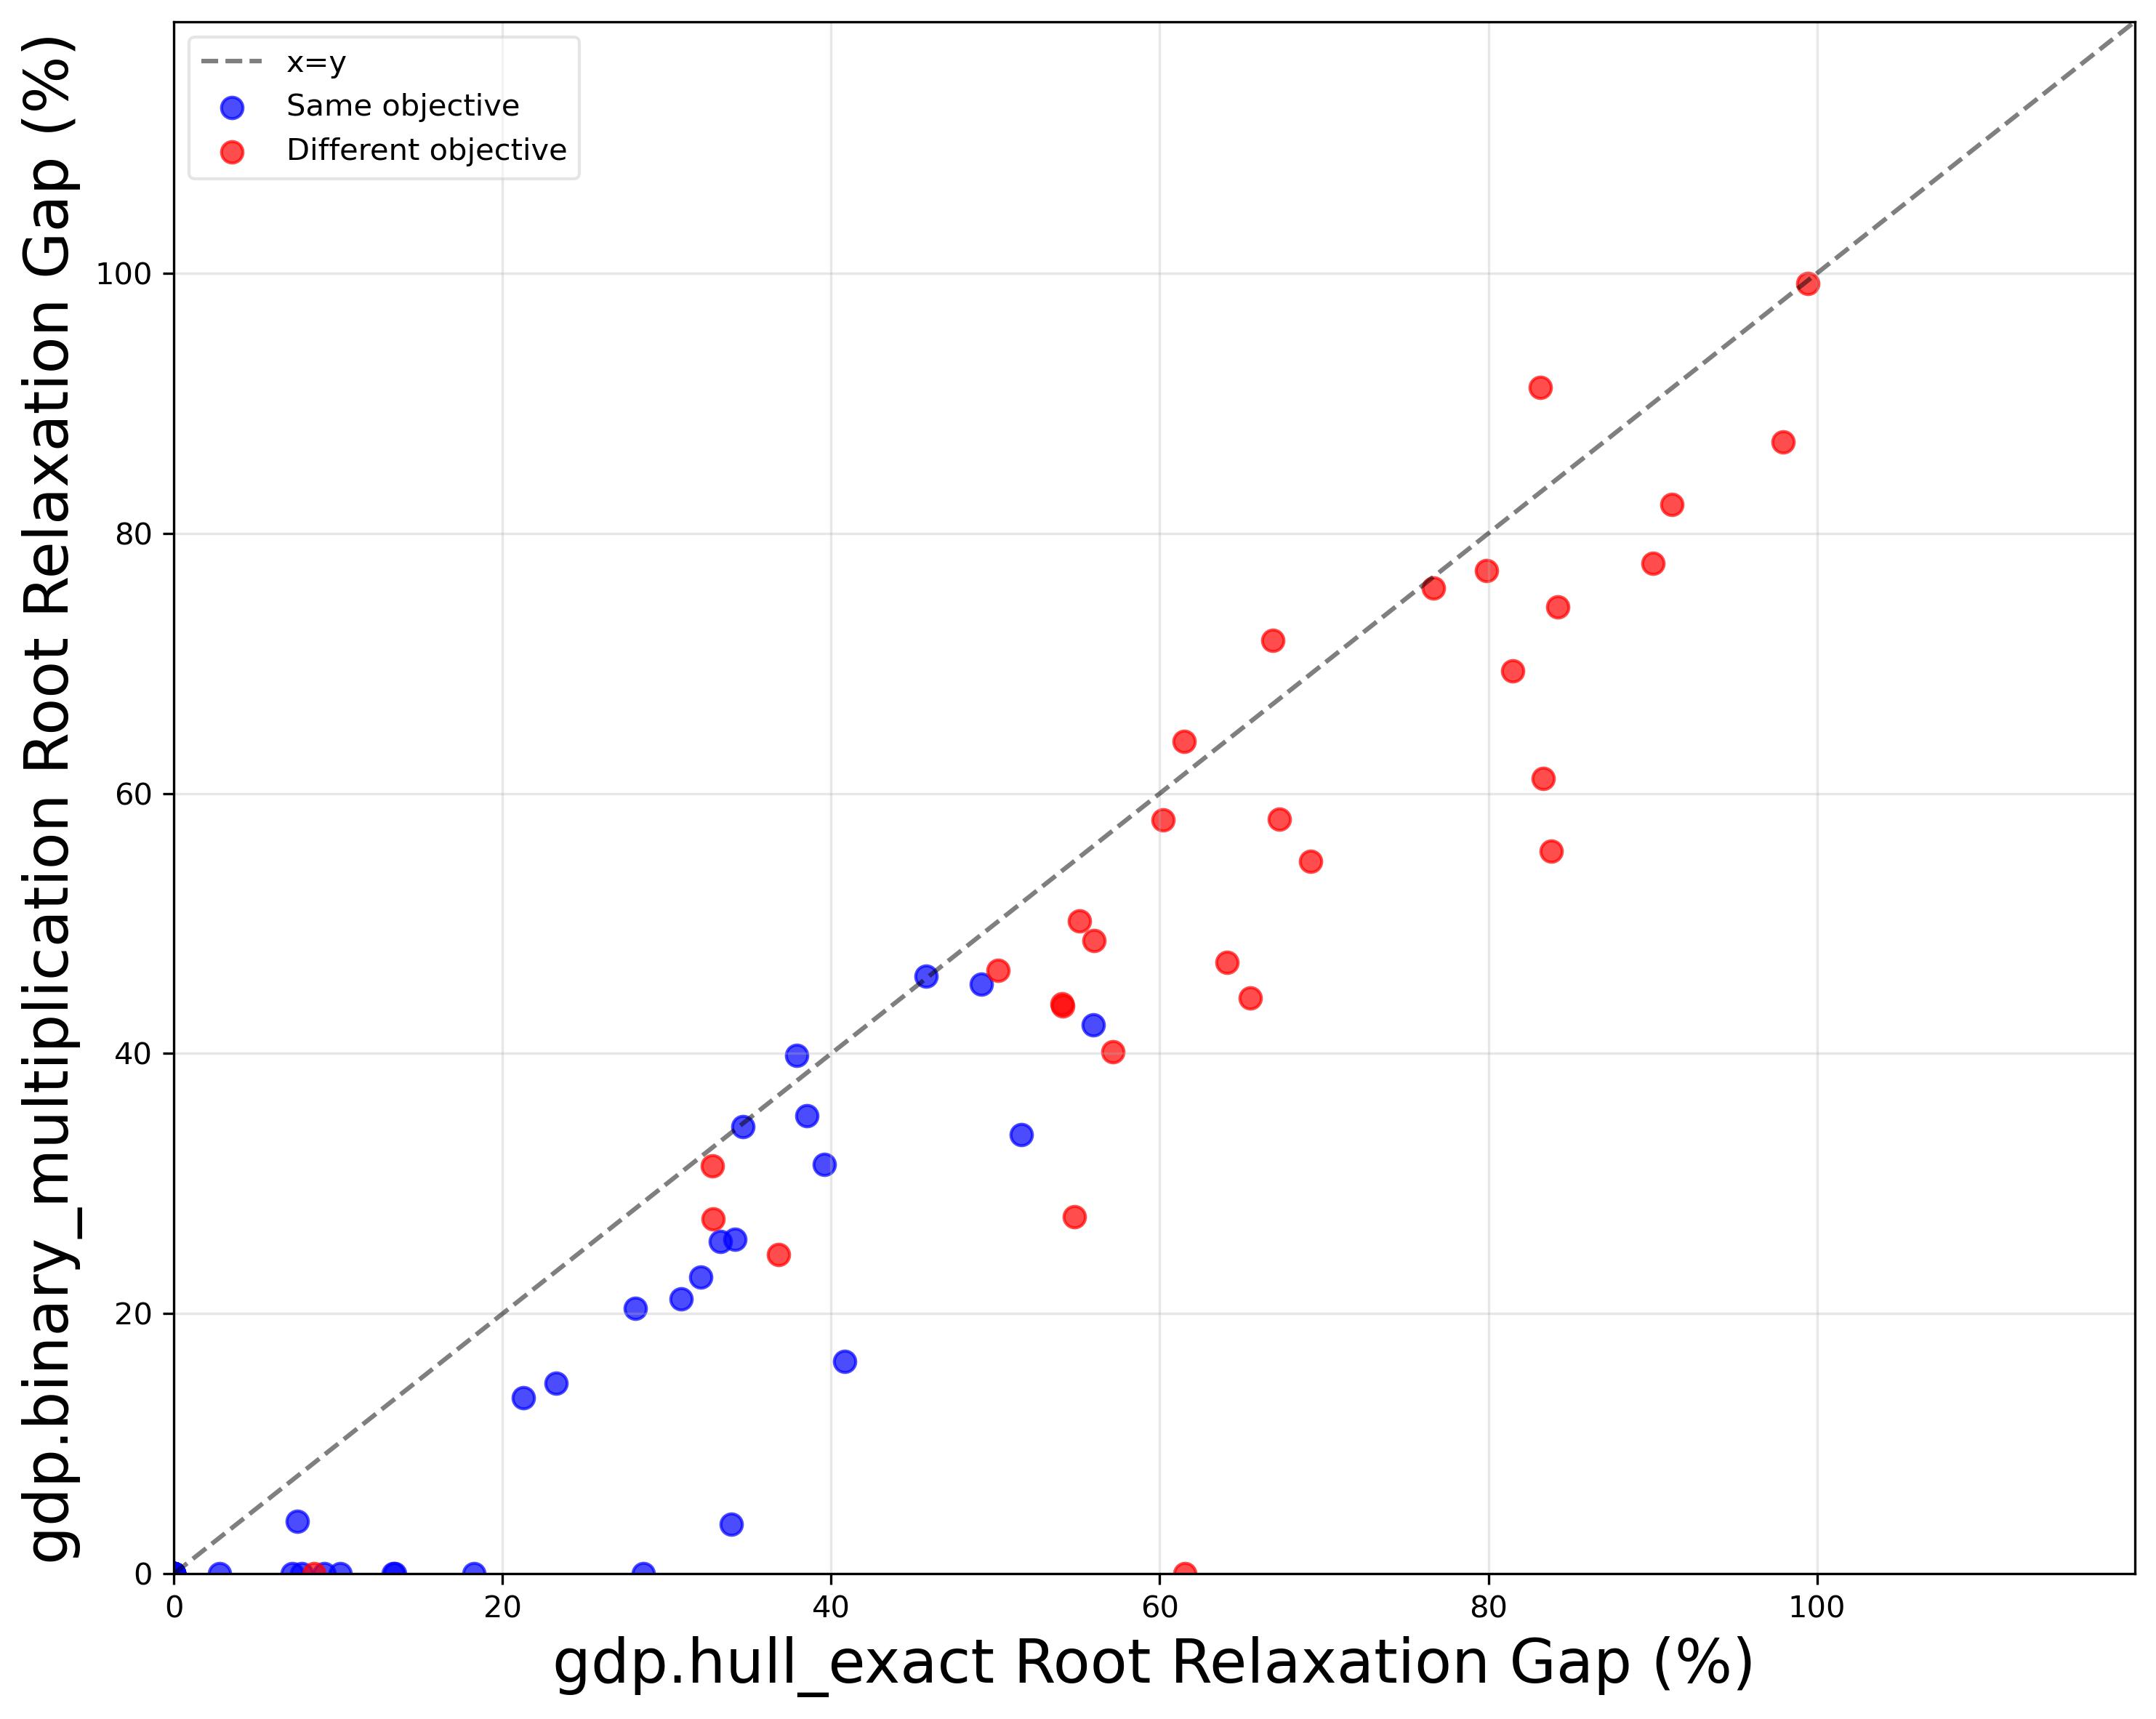 gdp.binary_multiplication Root Relaxation Gap (%)
x=y
Same objective
Different objective
100
80
60
40
20
0
0 20 40 60 80 100
gdp.hull_exact Root Relaxation Gap (%)